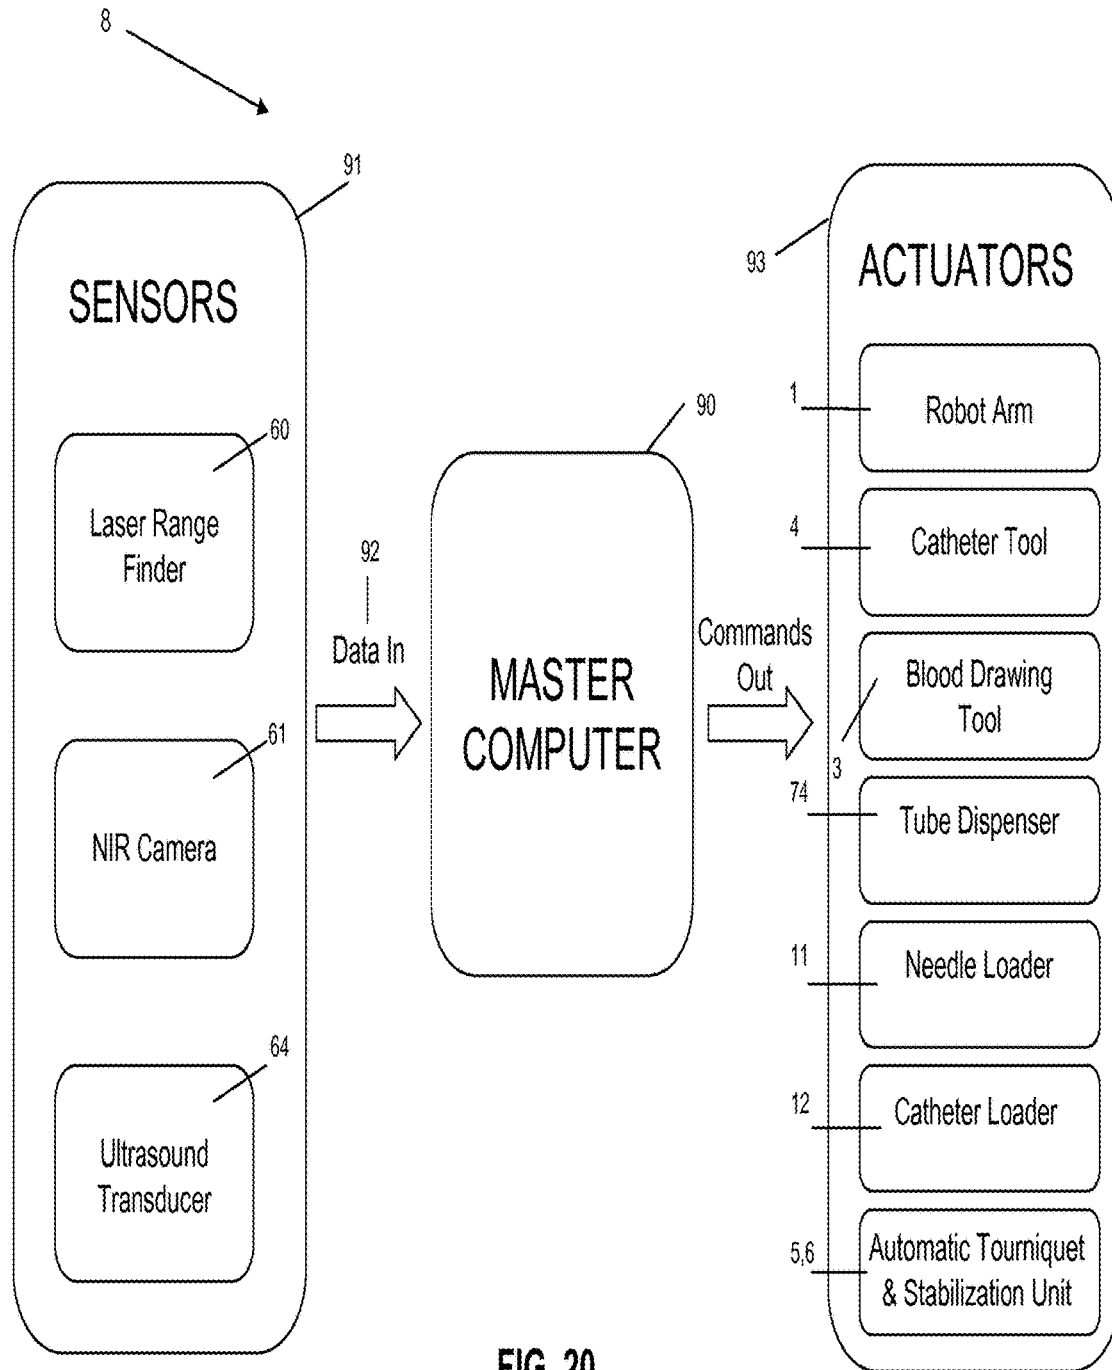 8
91
SENSORS
60
Laser Range
Finder
61
NIR Camera
64
Ultrasound
Transducer
92
Data In
90
MASTER
COMPUTER
Commands
Out
93
ACTUATORS
1
Robot Arm
4
Catheter Tool
3
Blood Drawing
Tool
74
Tube Dispenser
11
Needle Loader
12
Catheter Loader
5,6
Automatic Tourniquet
& Stabilization Unit
FIG. 20